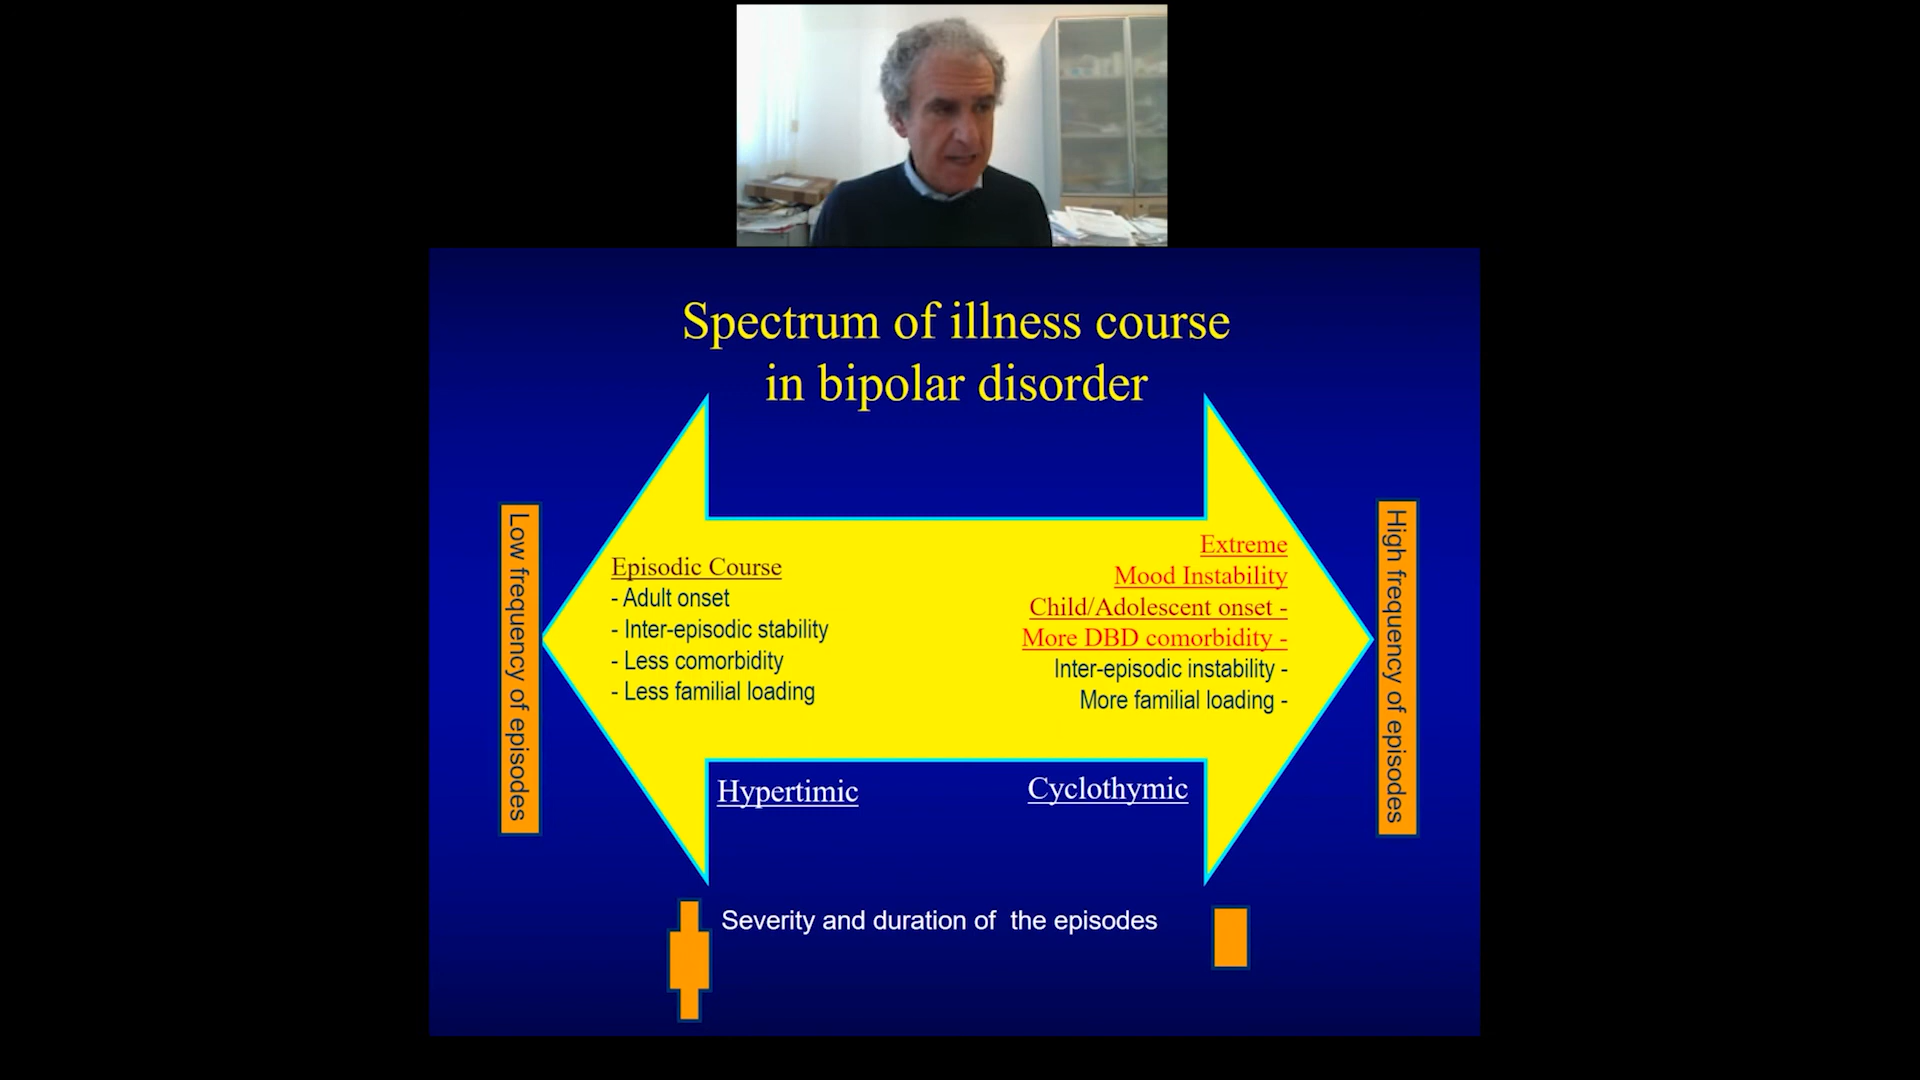 Spectrum of illness course
in bipolar disorder
Low frequency of episodes
Episodic Course
- Adult onset
- Inter-episodic stability
- Less comorbidity
- Less familial loading
Extreme
Mood Instability
Child/Adolescent onset -
More DBD comorbidity -
Inter-episodic instability -
More familial loading -
High frequency of episodes
Hypertimic
Cyclothymic
Severity and duration of  the episodes